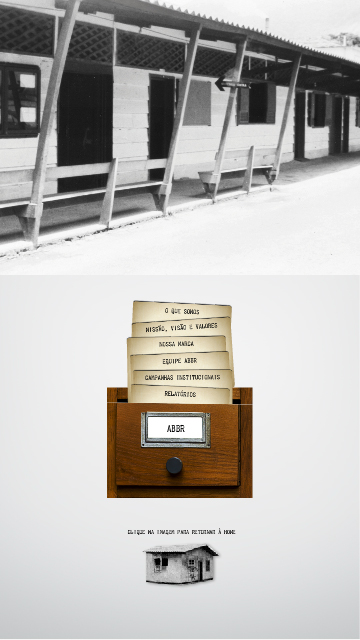 O QUE SOMOS
MISSÃO, VISÃO E VALORES
NOSSA MARCA
EQUIPE ABBR
CAMPANHAS INSTITUCIONAIS
RELATÓRIOS
ABBR
CLIQUE NA IMAGEM PARA RETORNAR À HOME